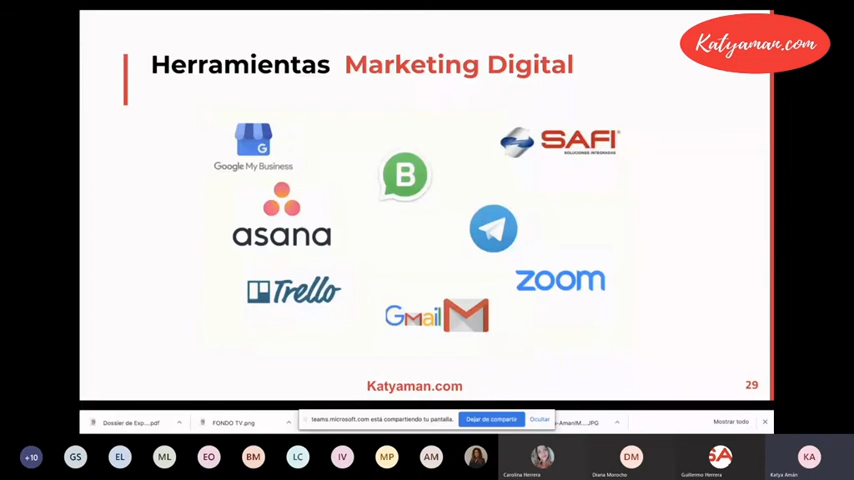 Katyaman.com
Herramientas Marketing Digital
G
Google My Business
B
SAFI
SOLUCIONES INTEGRADAS
asana
zoom
Trello
Gmail
Katyaman.com
29
Dossier de Exp....pdf
FONDO TV.png
teams.microsoft.com está compartiendo tu pantalla.
Dejar de compartir
Ocultar
-AmaniM....JPG
Mostrar todo
+10
GS
EL
ML
EO
BM
LC
IV
MP
AM
DM
SA
KA
Carolina Herrera
Diana Morocho
Guillermo Herrera
Katya Amán